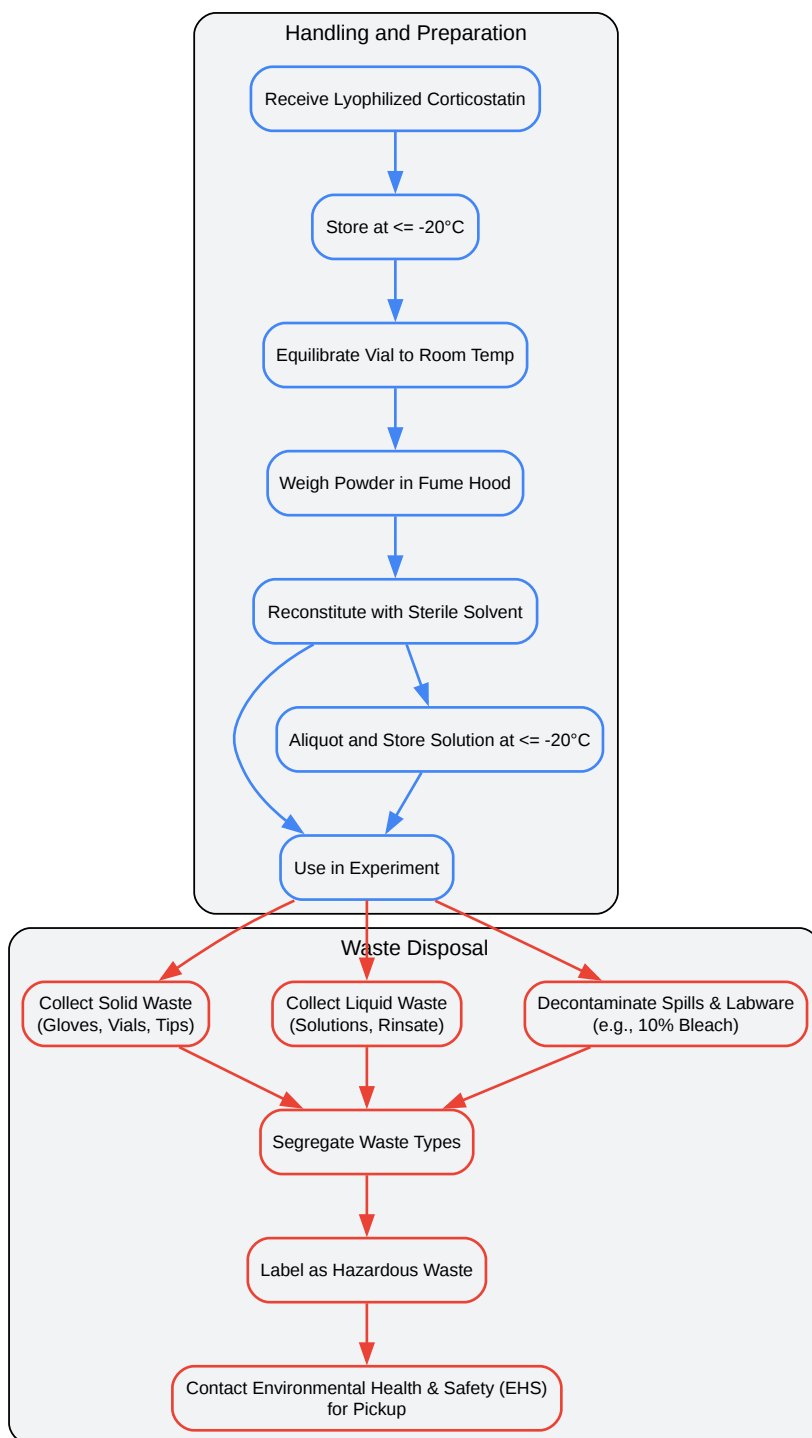 Handling and Preparation
Receive Lyophilized Corticostatin
Store at <= -20°C
Equilibrate Vial to Room Temp
Weigh Powder in Fume Hood
Reconstitute with Sterile Solvent
Aliquot and Store Solution at <= -20°C
Use in Experiment
Waste Disposal
Collect Solid Waste
(Gloves, Vials, Tips)
Collect Liquid Waste
(Solutions, Rinsate)
Decontaminate Spills & Labware
(e.g., 10% Bleach)
Segregate Waste Types
Label as Hazardous Waste
Contact Environmental Health & Safety (EHS)
for Pickup